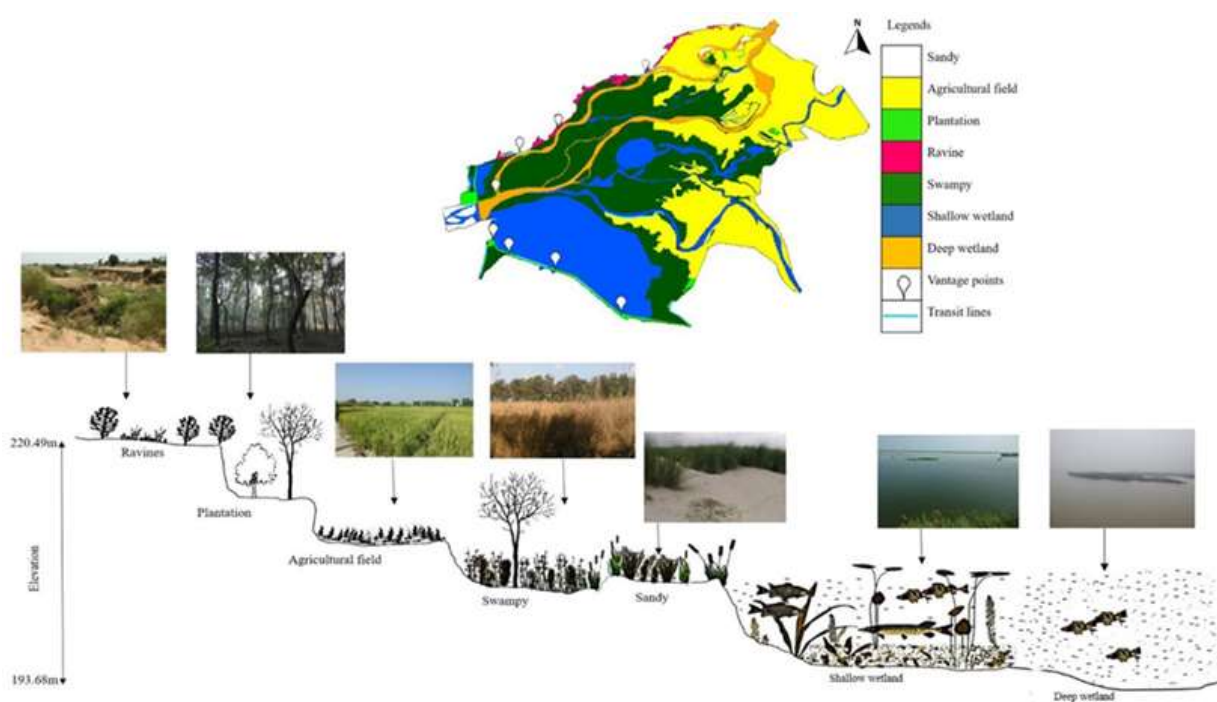 N
Legends
Sandy
Agricultural field
Plantation
Ravine
Swampy
Shallow wetland
Deep wetland
Vantage points
Transit lines
220.49m
Ravines
Plantation
Agricultural field
Swampy
Sandy
Elevation
193.68m
Shallow wetland
Deep wetland